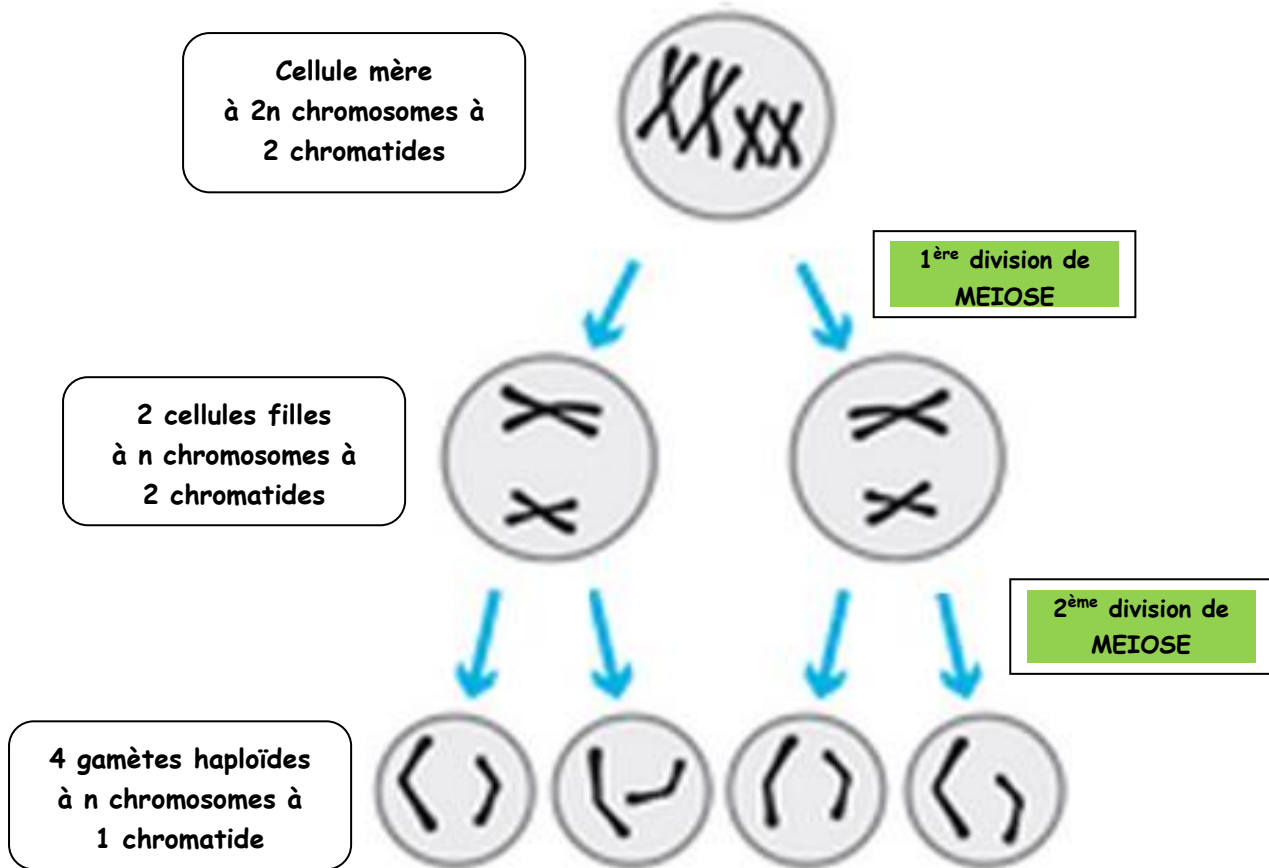 Cellule mère
à 2n chromosomes à
2 chromatides
1ère division de
MEIOSE
2 cellules filles
à n chromosomes à
2 chromatides
2ème division de
MEIOSE
4 gamètes haploïdes
à n chromosomes à
1 chromatide